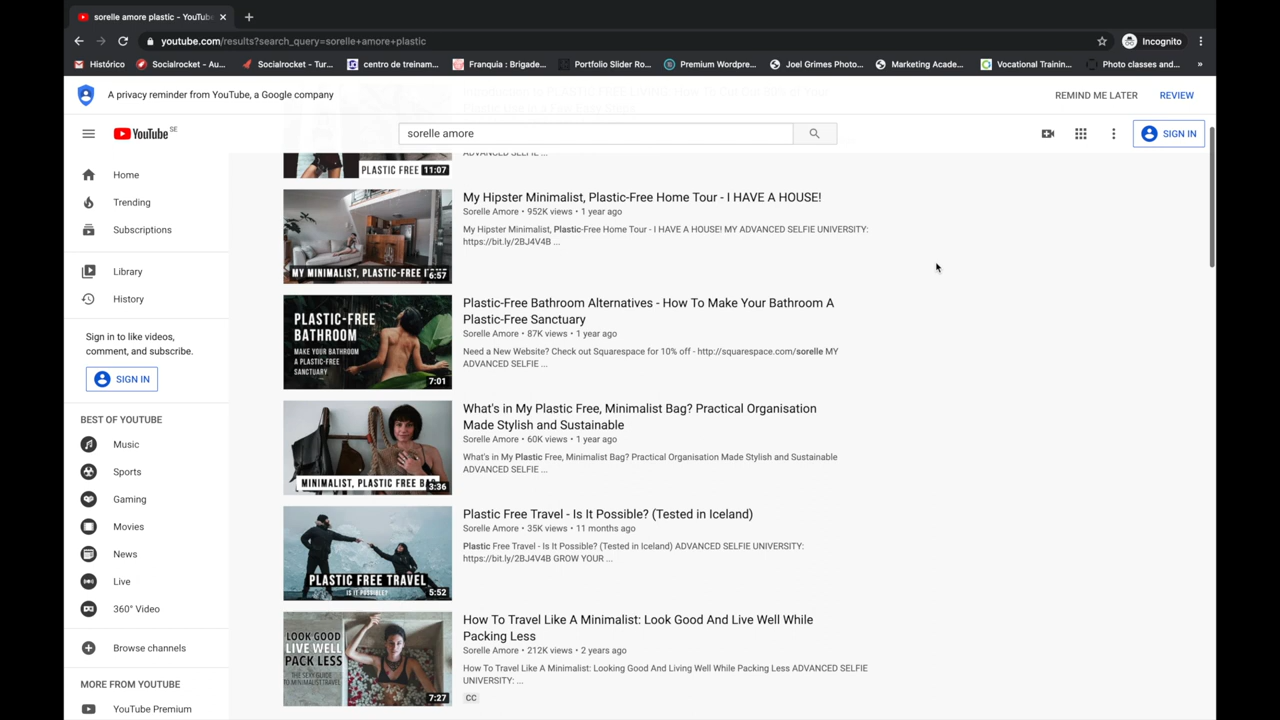 sorelle amore plastic - YouTube
youtube.com/results?search_query=sorelle+amore+plastic
Incognito
Histórico
Socialrocket - Au...
Socialrocket - Tur...
centro de treinam...
Franquia : Brigade...
Portfolio Slider Ro...
Premium Wordpre...
Joel Grimes Photo...
Marketing Acade...
Vocational Trainin...
Photo classes and...
»
A privacy reminder from YouTube, a Google company
REMIND ME LATER
REVIEW
YouTube SE
sorelle amore
SIGN IN
Home
Trending
Subscriptions
Library
History
Sign in to like videos,
comment, and subscribe.
SIGN IN
BEST OF YOUTUBE
Music
Sports
Gaming
Movies
News
Live
360° Video
Browse channels
MORE FROM YOUTUBE
YouTube Premium
ADVANCED SELFIE ...
PLASTIC FREE
11:07
My Hipster Minimalist, Plastic-Free Home Tour - I HAVE A HOUSE!
Sorelle Amore • 952K views • 1 year ago
My Hipster Minimalist, Plastic-Free Home Tour - I HAVE A HOUSE! MY ADVANCED SELFIE UNIVERSITY:
https://bit.ly/2BJ4V4B ...
MY MINIMALIST, PLASTIC-FREE
6:57
Plastic-Free Bathroom Alternatives - How To Make Your Bathroom A
Plastic-Free Sanctuary
Sorelle Amore • 87K views • 1 year ago
Need a New Website? Check out Squarespace for 10% off - http://squarespace.com/sorelle MY
ADVANCED SELFIE ...
PLASTIC-FREE
BATHROOM
MAKE YOUR BATHROOM
A PLASTIC-FREE
SANCTUARY
7:01
What's in My Plastic Free, Minimalist Bag? Practical Organisation
Made Stylish and Sustainable
Sorelle Amore • 60K views • 1 year ago
What's in My Plastic Free, Minimalist Bag? Practical Organisation Made Stylish and Sustainable
ADVANCED SELFIE ...
MINIMALIST, PLASTIC FREE
3:36
Plastic Free Travel - Is It Possible? (Tested in Iceland)
Sorelle Amore • 35K views • 11 months ago
Plastic Free Travel - Is It Possible? (Tested in Iceland) ADVANCED SELFIE UNIVERSITY:
https://bit.ly/2BJ4V4B GROW YOUR ...
PLASTIC FREE TRAVEL
IS IT POSSIBLE?
5:52
How To Travel Like A Minimalist: Look Good And Live Well While
Packing Less
Sorelle Amore • 212K views • 2 years ago
How To Travel Like A Minimalist: Looking Good And Living Well While Packing Less ADVANCED SELFIE
UNIVERSITY: ...
CC
LOOK GOOD
LIVE WELL
PACK LESS
THE SEXY GUIDE
TO MINIMALIST TRAVEL
7:27